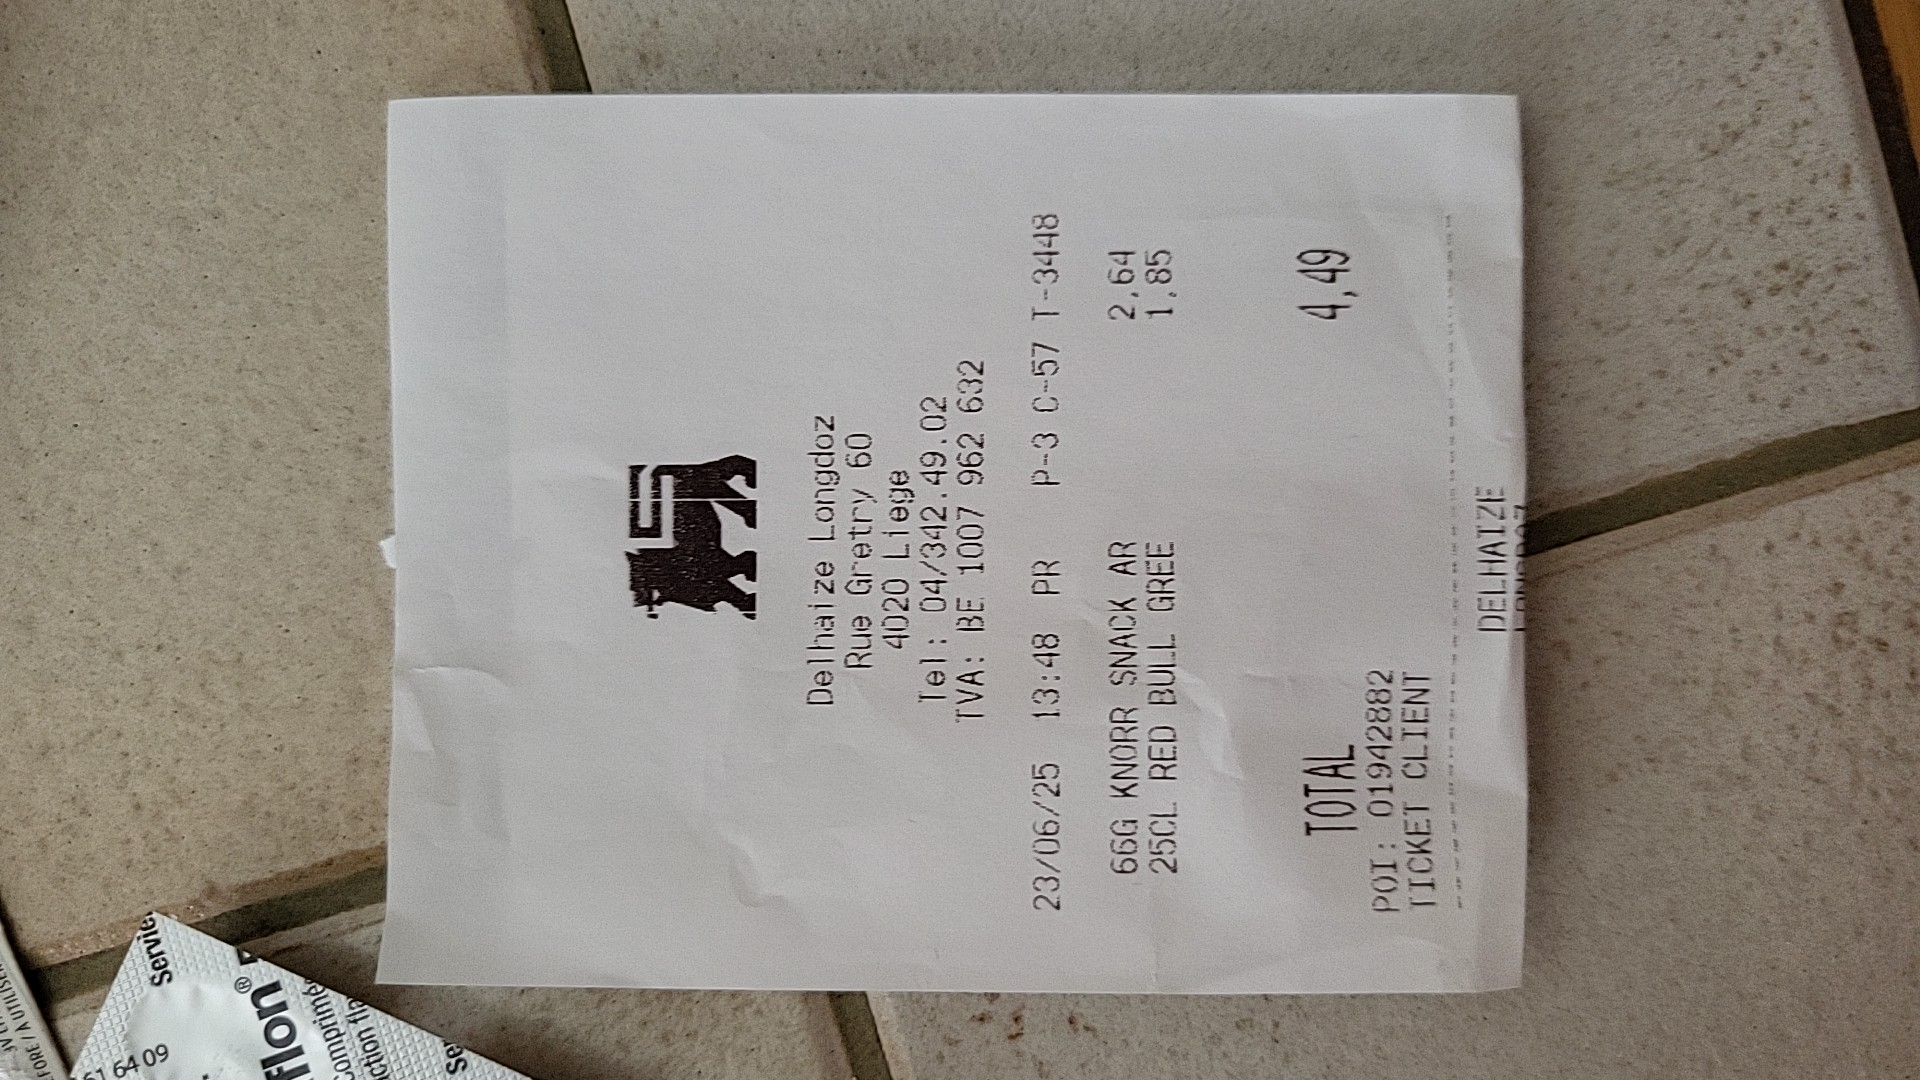 Delhaize Longdoz
Rue Gretry 60
4020 Liege
Tel: 04/342.49.02
TVA: BE 1007 962 632
23/06/25 13:48 PR P-3 C-57 T-3448
66G KNORR SNACK AR 2,64
25CL RED BULL GREE 1,85
TOTAL 4,49
POI: 01942882
TICKET CLIENT
DELHAIZE
64 09